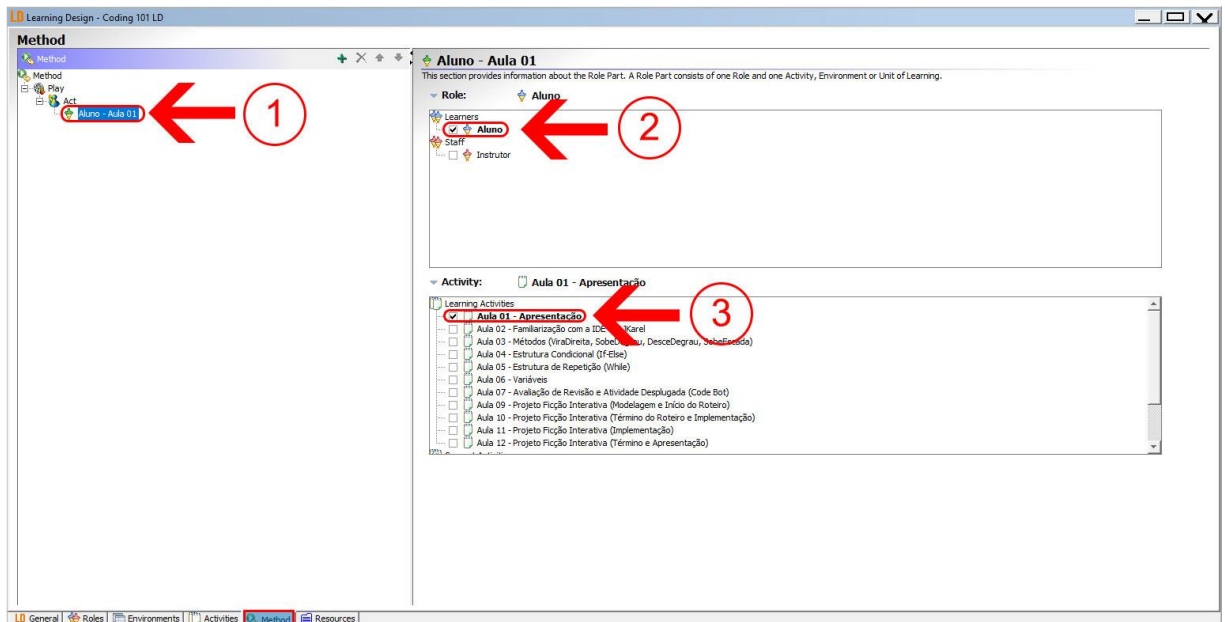 LD Learning Design - Coding 101 LD
Method
Method
Method
Play
Act
Aluno - Aula 01
1
Aluno - Aula 01
This section provides information about the Role Part. A Role Part consists of one Role and one Activity, Environment or Unit of Learning.
Role: Aluno
Learners
Aluno
Staff
Instrutor
2
Activity: Aula 01 - Apresentação
Learning Activities
Aula 01 - Apresentação
Aula 02 - Familiarização com a IDE JKarel
Aula 03 - Métodos (ViraDireita, SobeDegrau, DesceDegrau, SobeEscada)
Aula 04 - Estrutura Condicional (If-Else)
Aula 05 - Estrutura de Repetição (While)
Aula 06 - Variáveis
Aula 07 - Avaliação de Revisão e Atividade Desplugada (Code Bot)
Aula 09 - Projeto Ficção Interativa (Modelagem e Início do Roteiro)
Aula 10 - Projeto Ficção Interativa (Término do Roteiro e Implementação)
Aula 11 - Projeto Ficção Interativa (Implementação)
Aula 12 - Projeto Ficção Interativa (Término e Apresentação)
3
LD General Roles Environments Activities Method Resources